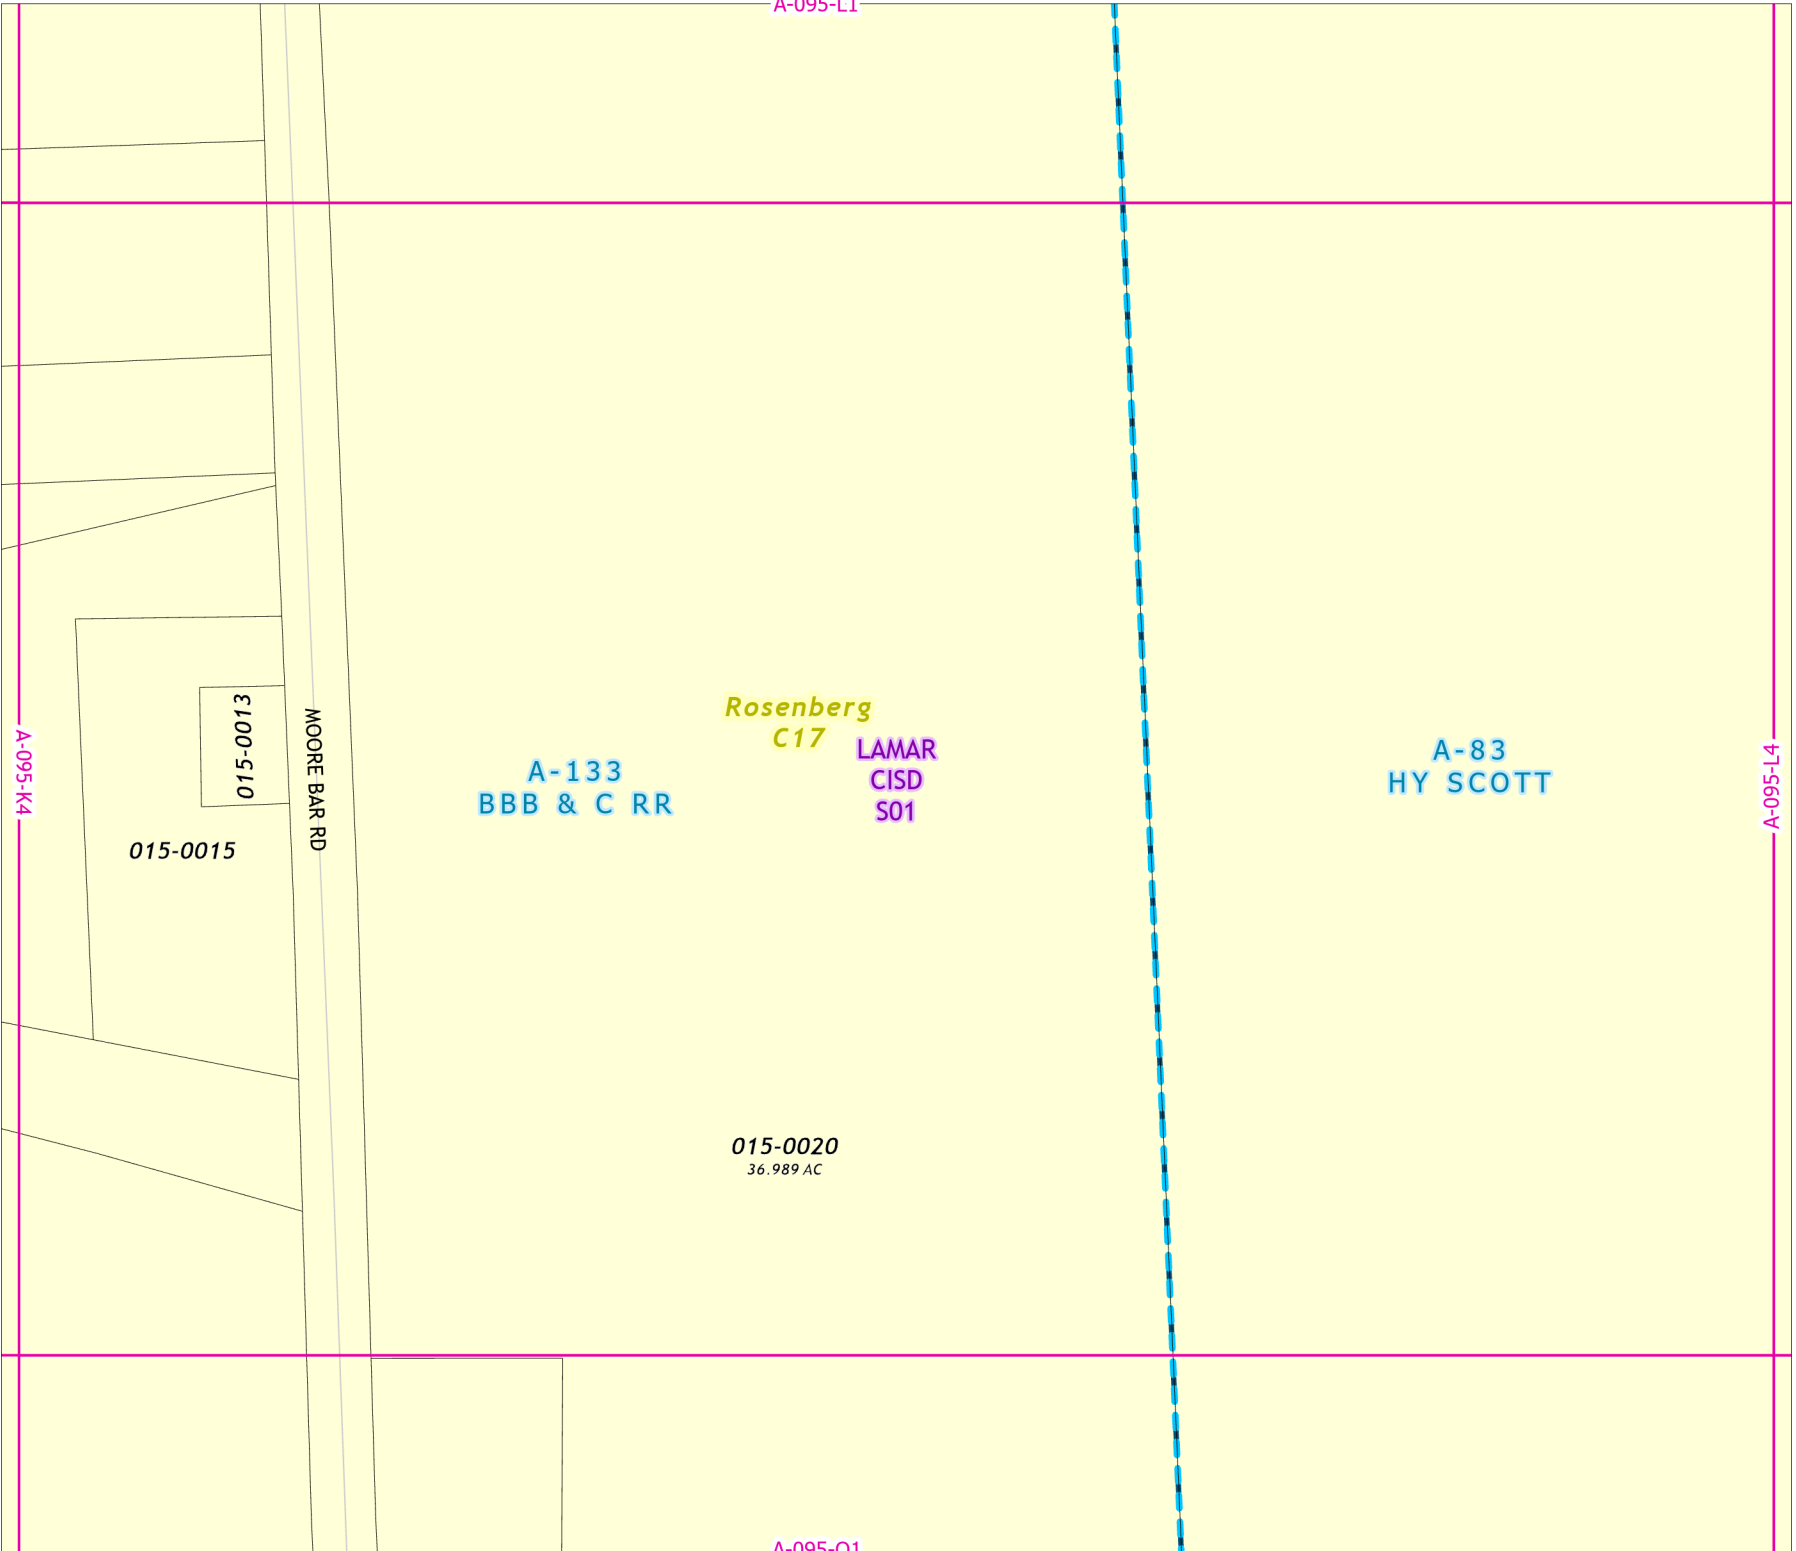 A-095-L1
Rosenberg
C17
LAMAR
CISD
S01
A-133
BBB & C RR
A-83
HY SCOTT
A-095-K4
015-0013
MOORE BAR RD
A-095-L4
015-0015
015-0020
36.989 AC
A-095-Q1